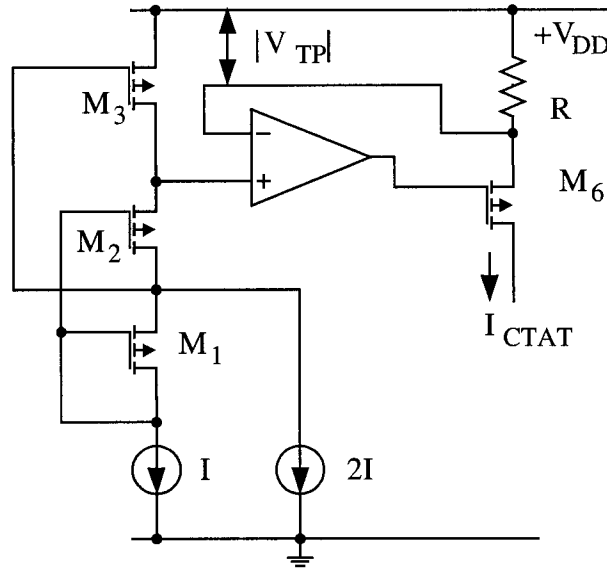 |V TP|
+V DD
M 3
R
−
+
M 6
M 2
M 1
I CTAT
I
2I